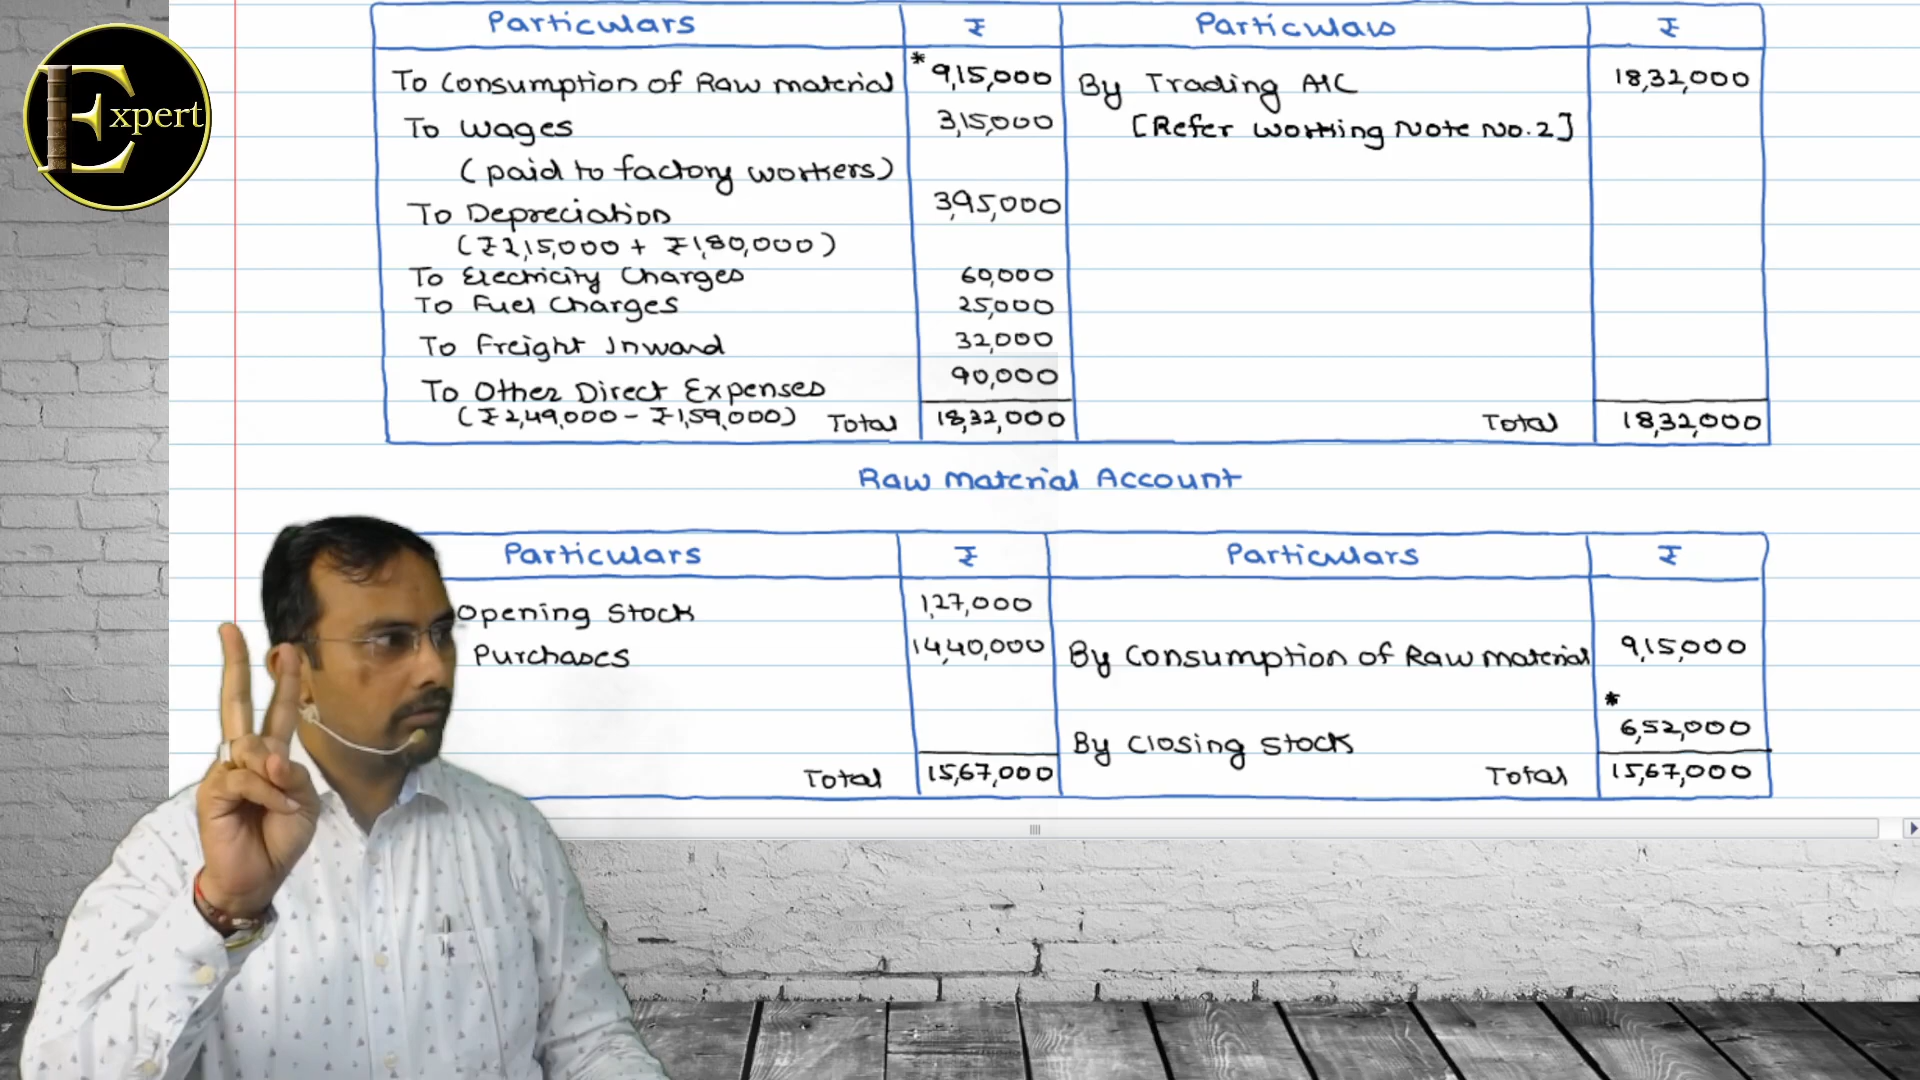 Expert
Particulars ₹ Particulars ₹
To Consumption of Raw material *9,15,000 By Trading A/C 18,32,000
To wages 3,15,000 [Refer working Note No.2]
(paid to factory workers)
To Depreciation 3,95,000
(₹2,15,000 + ₹1,80,000)
To Electricity Charges 60,000
To Fuel Charges 25,000
To Freight Inward 32,000
To Other Direct Expenses 90,000
(₹2,49,000 - ₹1,59,000) Total 18,32,000 Total 18,32,000
Raw Material Account
Particulars ₹ Particulars ₹
Opening Stock 1,27,000
Purchases 14,40,000 By Consumption of Raw material 9,15,000
*
By Closing stock 6,52,000
Total 15,67,000 Total 15,67,000